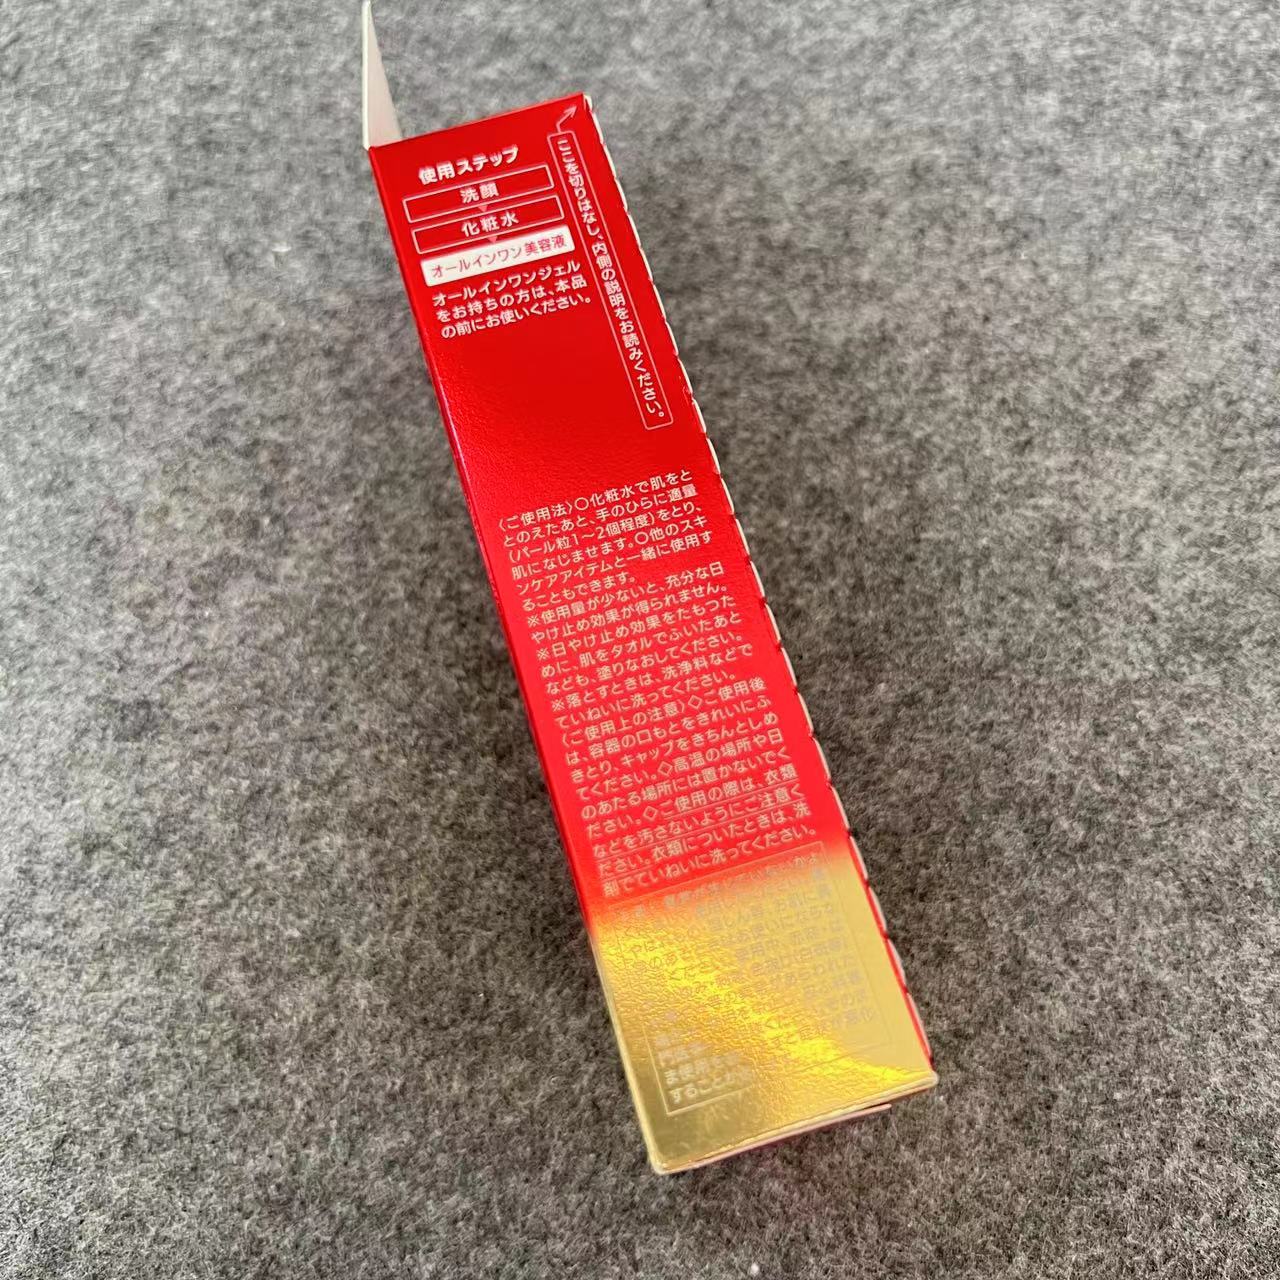 使用ステップ
洗顔
化粧水
オールインワン美容液
オールインワンジェル
をお持ちの方は、本品
の前にお使いください。
ここを切りはなし、内側の説明をお読みください。
〈ご使用法〉○化粧水で肌をと
とのえたあと、手のひらに適量
(パール粒1～2個程度)をとり、
肌になじませます。○他のスキ
ンケアアイテムと一緒に使用す
ることもできます。
※使用量が少ないと、充分な日
やけ止め効果が得られません。
※日やけ止め効果をたもつた
めに、肌をタオルでふいたあと
なども、塗りなおしてください。
※落とすときは、洗浄料などで
ていねいに洗ってください。
〈ご使用上の注意〉◇ご使用後
は、容器の口もとをきれいにふ
きとり、キャップをきちんとしめ
てください。◇高温の場所や日
のあたる場所には置かないでく
ださい。◇ご使用の際は、衣類
などを汚さないようにご注意く
ださい。衣類についたときは、洗
剤でていねいに洗ってください。
ま使用を
することが